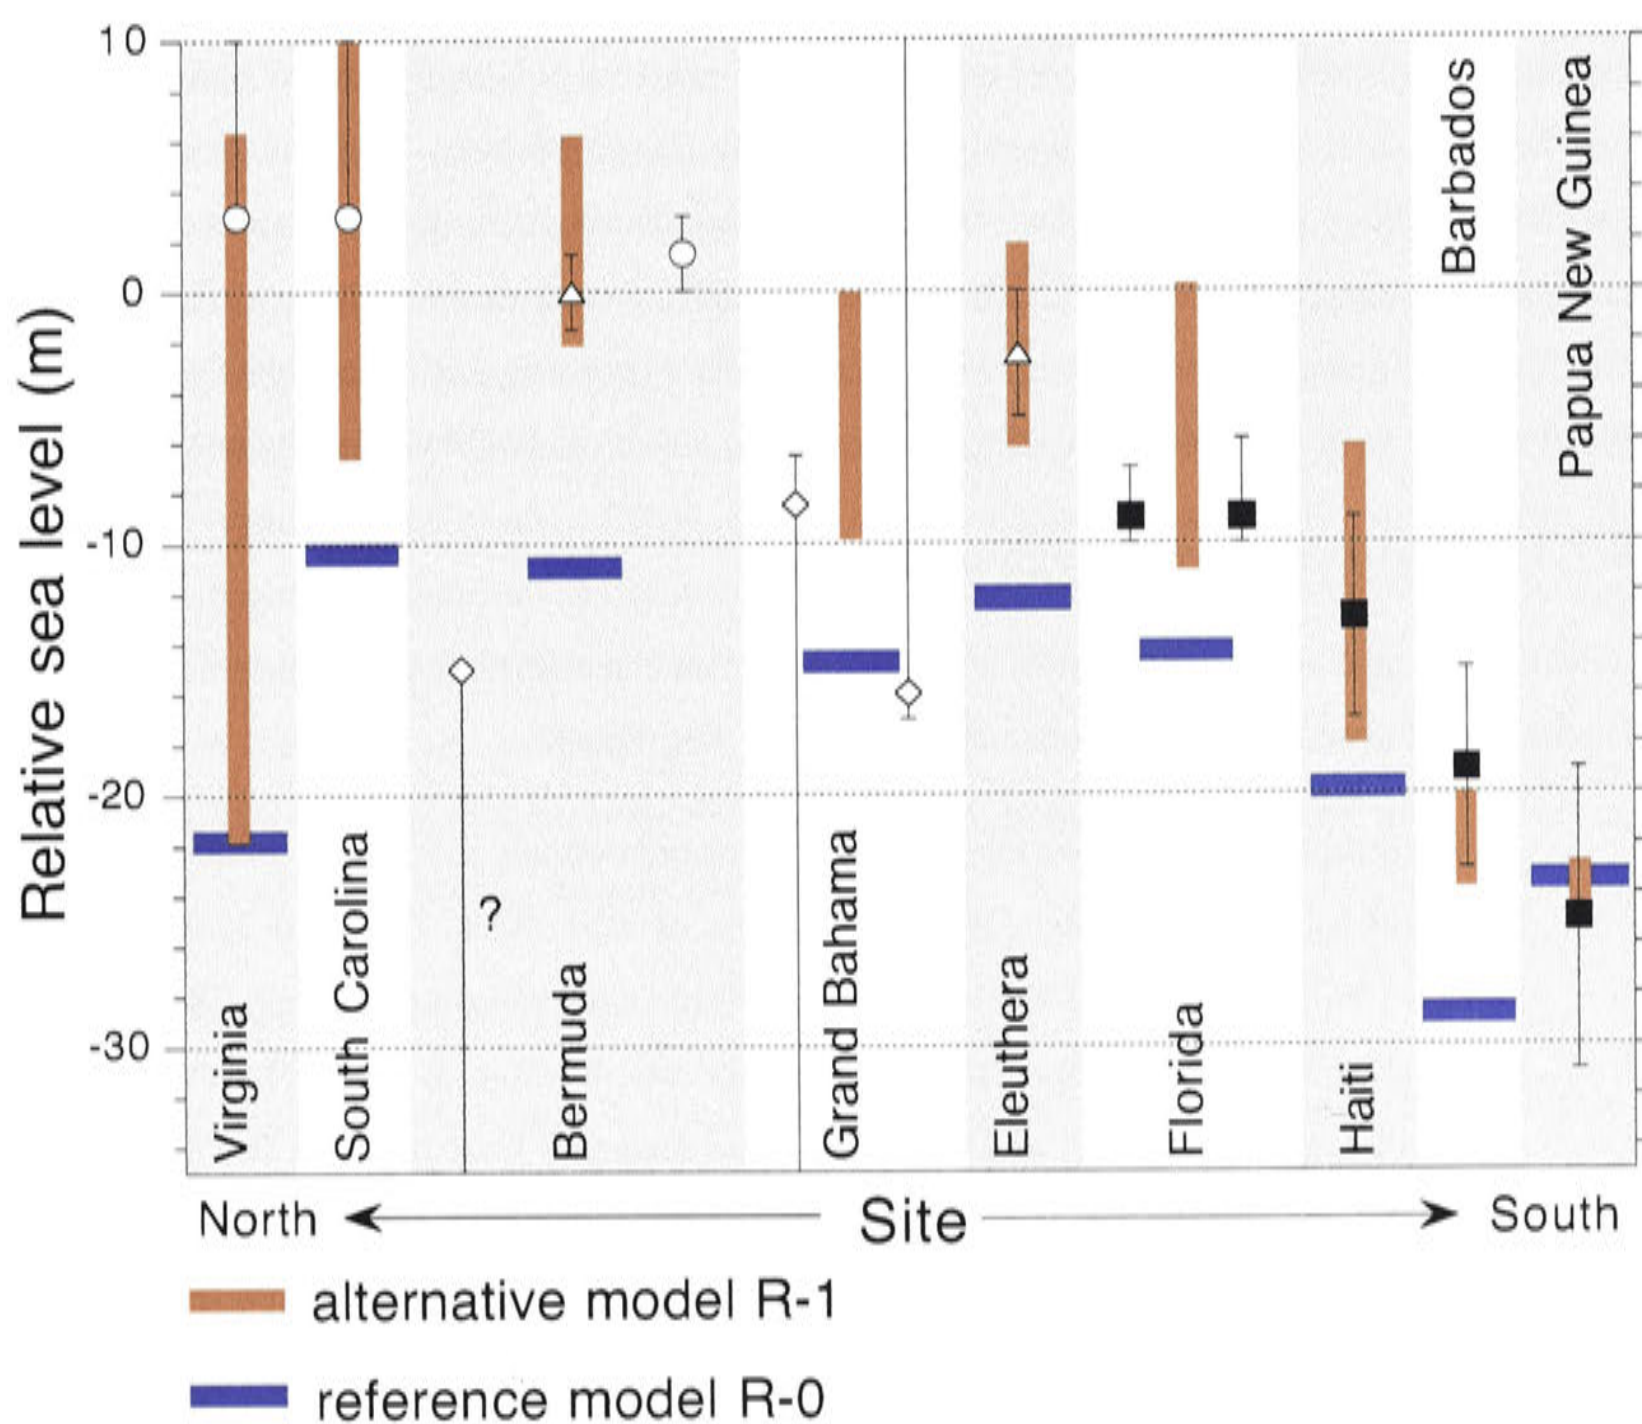 10
0
-10
-20
-30
Relative sea level (m)
Virginia
South Carolina
?
Bermuda
Grand Bahama
Eleuthera
Florida
Haiti
Barbados
Papua New Guinea
North
Site
South
alternative model R-1
reference model R-0